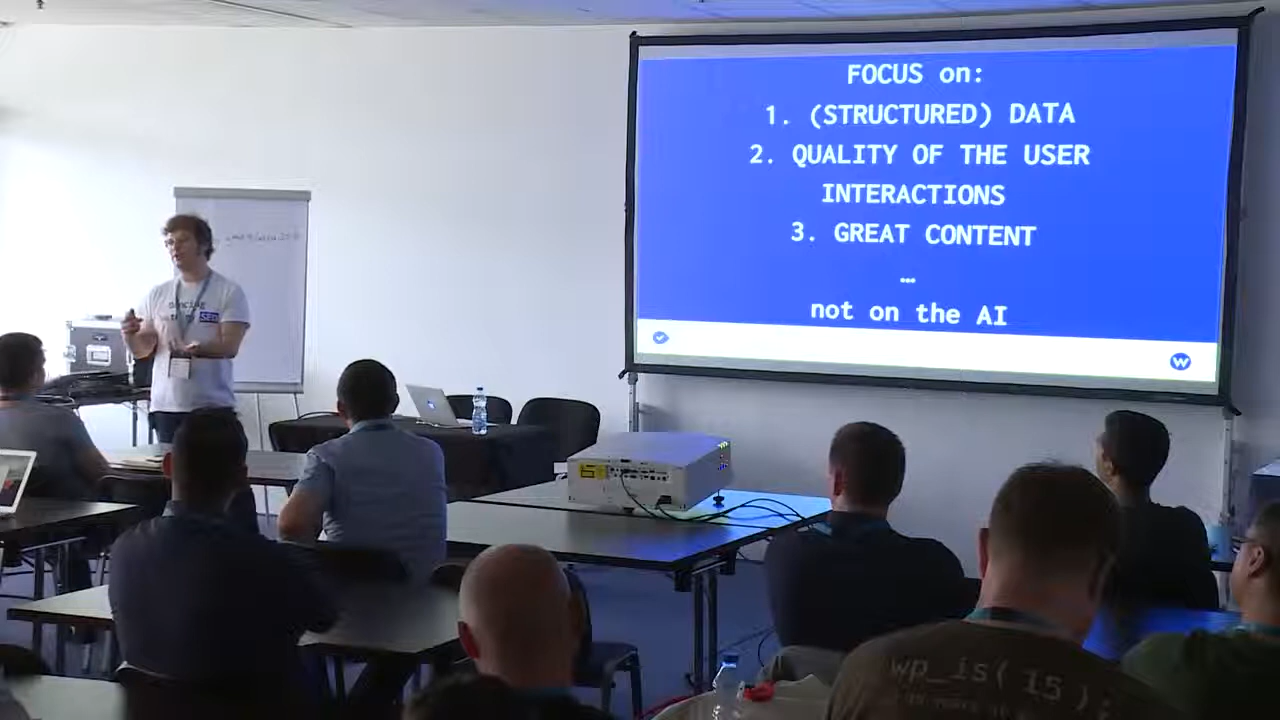 FOCUS on:
1. (STRUCTURED) DATA
2. QUALITY OF THE USER
INTERACTIONS
3. GREAT CONTENT
…
not on the AI
W
SEO
wp_is( 15 );